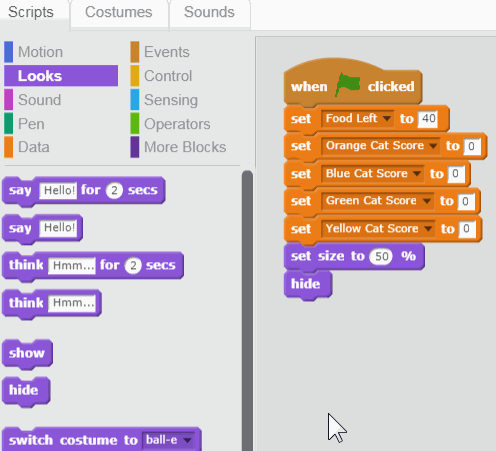 Scripts Costumes Sounds
Motion Events
Looks Control
Sound Sensing
Pen Operators
Data More Blocks
say Hello! for 2 secs
say Hello!
think Hmm... for 2 secs
think Hmm...
show
hide
switch costume to ball-e
when clicked
set Food Left to 40
set Orange Cat Score to 0
set Blue Cat Score to 0
set Green Cat Score to 0
set Yellow Cat Score to 0
set size to 50 %
hide